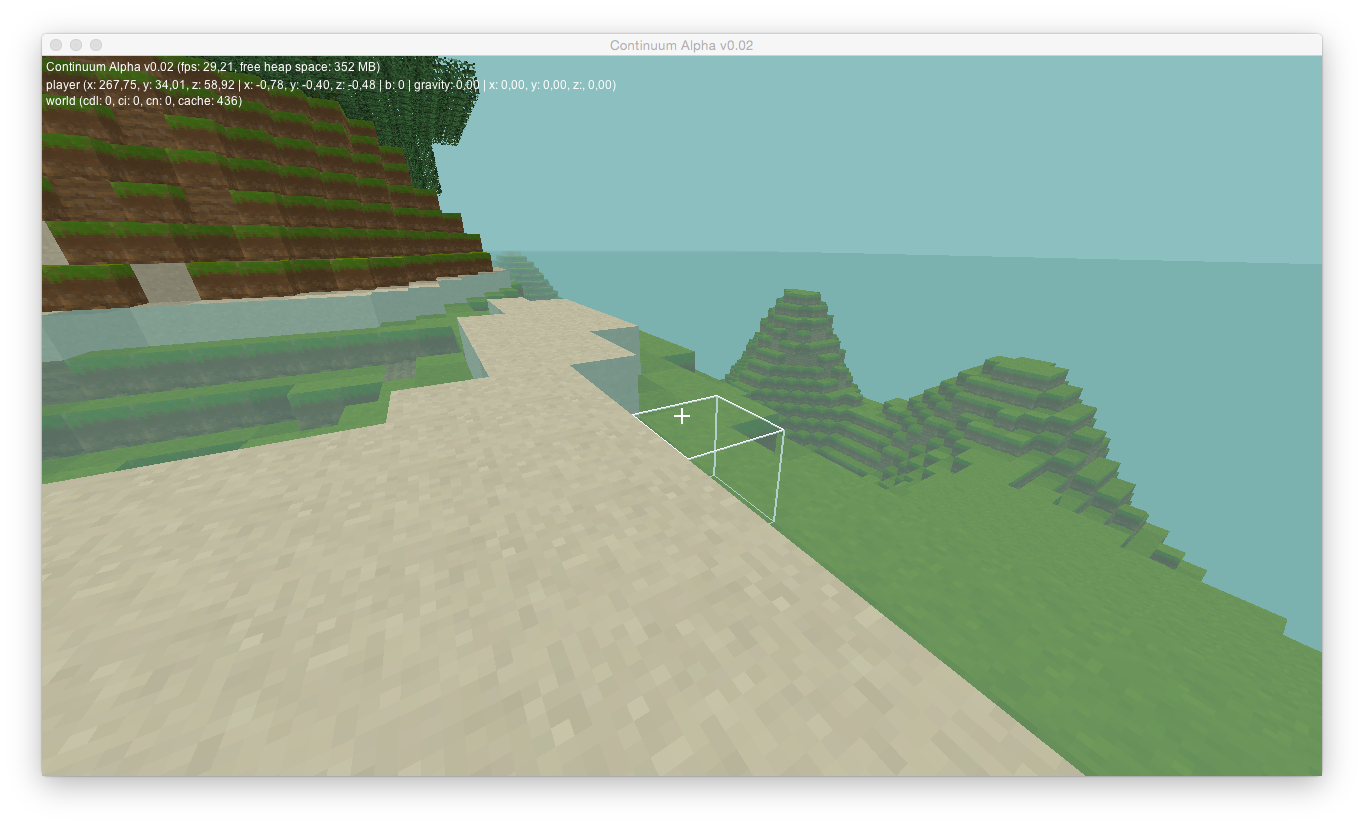 Continuum Alpha v0.02
Continuum Alpha v0.02 (fps: 29,21, free heap space: 352 MB)
player (x: 267,75, y: 34,01, z: 58,92 | x: -0,78, y: -0,40, z: -0,48 | b: 0 | gravity: 0,00 | x: 0,00, y: 0,00, z:, 0,00)
world (cdl: 0, ci: 0, cn: 0, cache: 436)